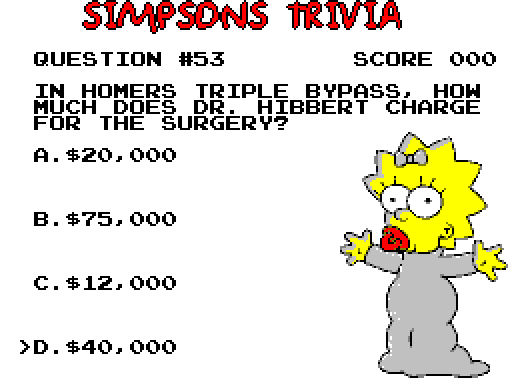 SIMPSONS TRIVIA
QUESTION #53 SCORE 000
IN HOMERS TRIPLE BYPASS, HOW
MUCH DOES DR. HIBBERT CHARGE
FOR THE SURGERY?
A.$20,000
B.$75,000
C.$12,000
>D.$40,000